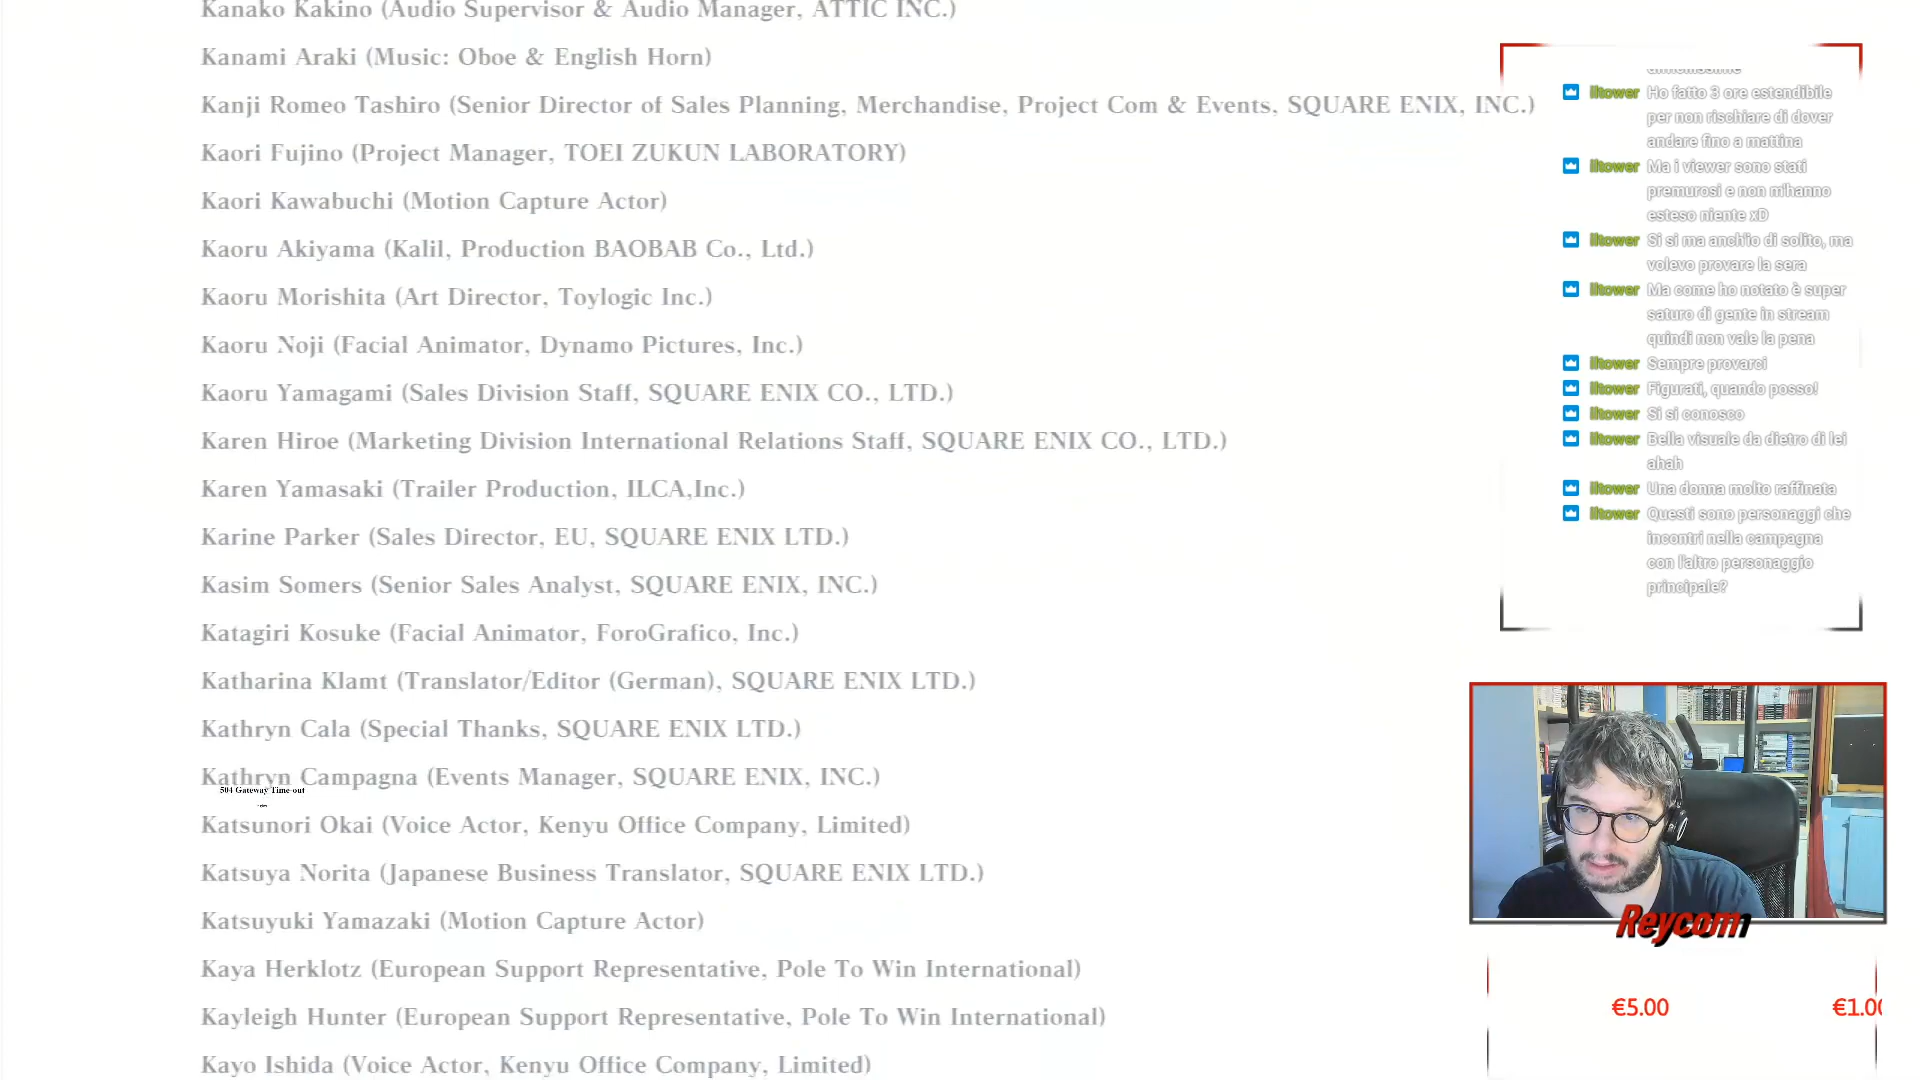 Kanako Kakino (Audio Supervisor & Audio Manager, ATTIC INC.)
Kanami Araki (Music: Oboe & English Horn)
Kanji Romeo Tashiro (Senior Director of Sales Planning, Merchandise, Project Com & Events, SQUARE ENIX, INC.)
Kaori Fujino (Project Manager, TOEI ZUKUN LABORATORY)
Kaori Kawabuchi (Motion Capture Actor)
Kaoru Akiyama (Kalil, Production BAOBAB Co., Ltd.)
Kaoru Morishita (Art Director, Toylogic Inc.)
Kaoru Noji (Facial Animator, Dynamo Pictures, Inc.)
Kaoru Yamagami (Sales Division Staff, SQUARE ENIX CO., LTD.)
Karen Hiroe (Marketing Division International Relations Staff, SQUARE ENIX CO., LTD.)
Karen Yamasaki (Trailer Production, ILCA,Inc.)
Karine Parker (Sales Director, EU, SQUARE ENIX LTD.)
Kasim Somers (Senior Sales Analyst, SQUARE ENIX, INC.)
Katagiri Kosuke (Facial Animator, ForoGrafico, Inc.)
Katharina Klamt (Translator/Editor (German), SQUARE ENIX LTD.)
Kathryn Cala (Special Thanks, SQUARE ENIX LTD.)
Kathryn Campagna (Events Manager, SQUARE ENIX, INC.)
504 Gateway Time-out
Katsunori Okai (Voice Actor, Kenyu Office Company, Limited)
Katsuya Norita (Japanese Business Translator, SQUARE ENIX LTD.)
Katsuyuki Yamazaki (Motion Capture Actor)
Kaya Herklotz (European Support Representative, Pole To Win International)
Kayleigh Hunter (European Support Representative, Pole To Win International)
Kayo Ishida (Voice Actor, Kenyu Office Company, Limited)
iltower Ho fatto 3 ore estendibile
per non rischiare di dover
andare fino a mattina
iltower Ma i viewer sono stati
premurosi e non m'hanno
esteso niente xD
iltower Si si ma anch'io di solito, ma
volevo provare la sera
iltower Ma come ho notato è super
saturo di gente in stream
quindi non vale la pena
iltower Sempre provarci
iltower Figurati, quando posso!
iltower Si si conosco
iltower Bella visuale da dietro di lei
ahah
iltower Una donna molto raffinata
iltower Questi sono personaggi che
incontri nella campagna
con l'altro personaggio
principale?
Reycom
€5.00
€1.00